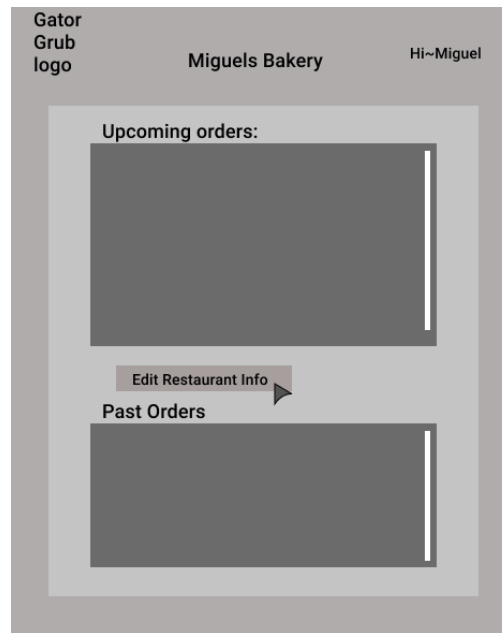 Gator
Grub
logo
Miguels Bakery
Hi~Miguel
Upcoming orders:
Edit Restaurant Info
Past Orders